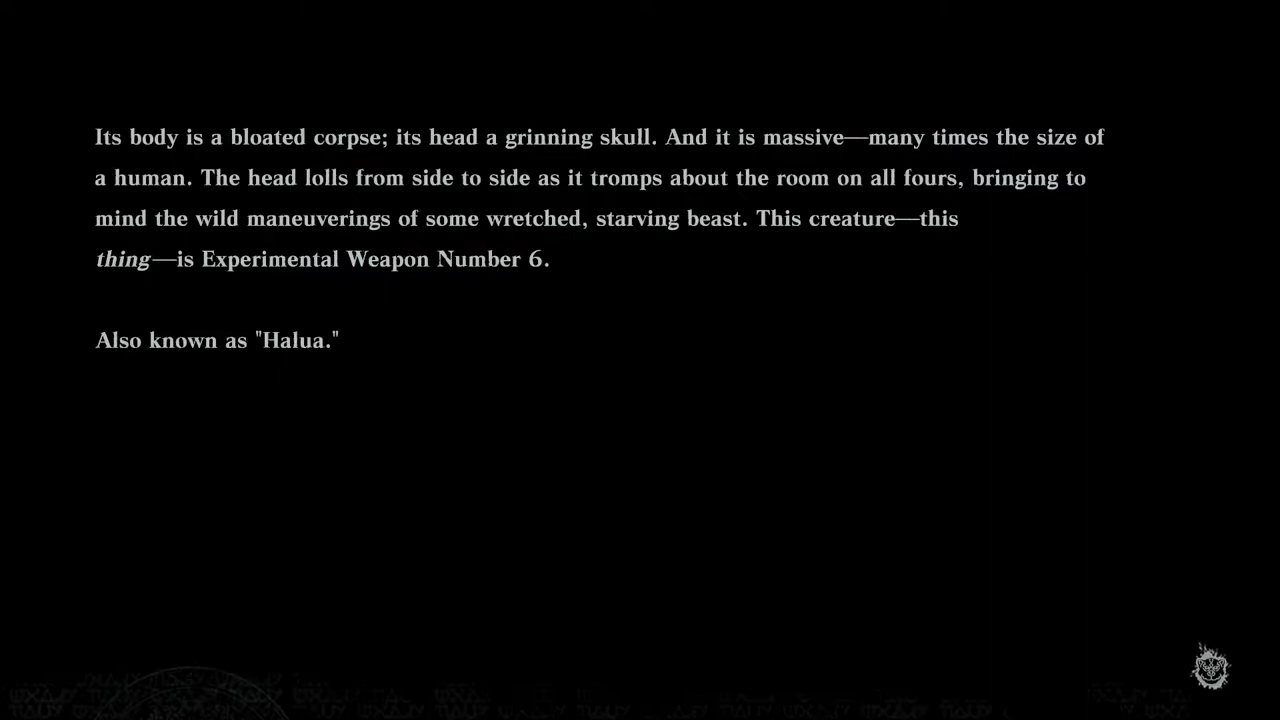 Its body is a bloated corpse; its head a grinning skull. And it is massive—many times the size of
a human. The head lolls from side to side as it tromps about the room on all fours, bringing to
mind the wild maneuverings of some wretched, starving beast. This creature—this
thing—is Experimental Weapon Number 6.
Also known as "Halua."